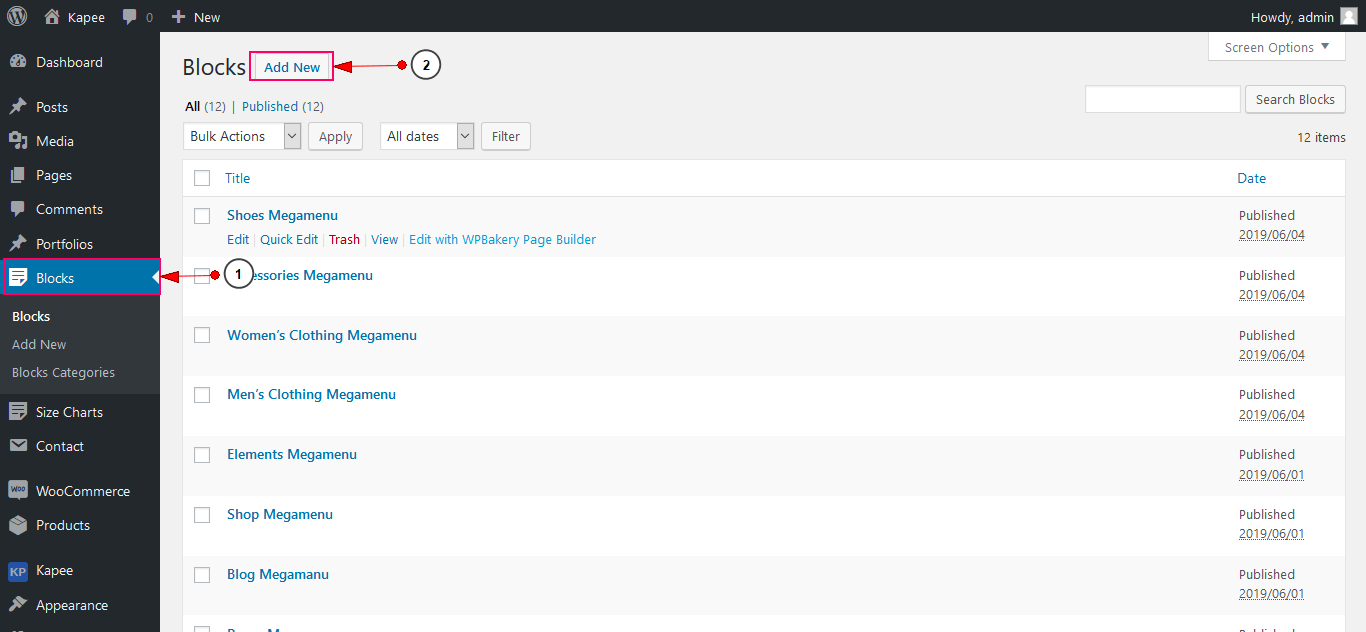 Kapee 0 New Howdy, admin
Screen Options
Dashboard
Posts
Media
Pages
Comments
Portfolios
Blocks
Blocks
Add New
Blocks Categories
Size Charts
Contact
WooCommerce
Products
KP Kapee
Appearance
Blocks Add New 2
All (12) | Published (12)
Search Blocks
Bulk Actions Apply All dates Filter
12 items
Title Date
Shoes Megamenu Published
Edit | Quick Edit | Trash | View | Edit with WPBakery Page Builder 2019/06/04
1 essories Megamenu Published
2019/06/04
Women’s Clothing Megamenu Published
2019/06/04
Men’s Clothing Megamenu Published
2019/06/04
Elements Megamenu Published
2019/06/01
Shop Megamenu Published
2019/06/01
Blog Megamanu Published
2019/06/01